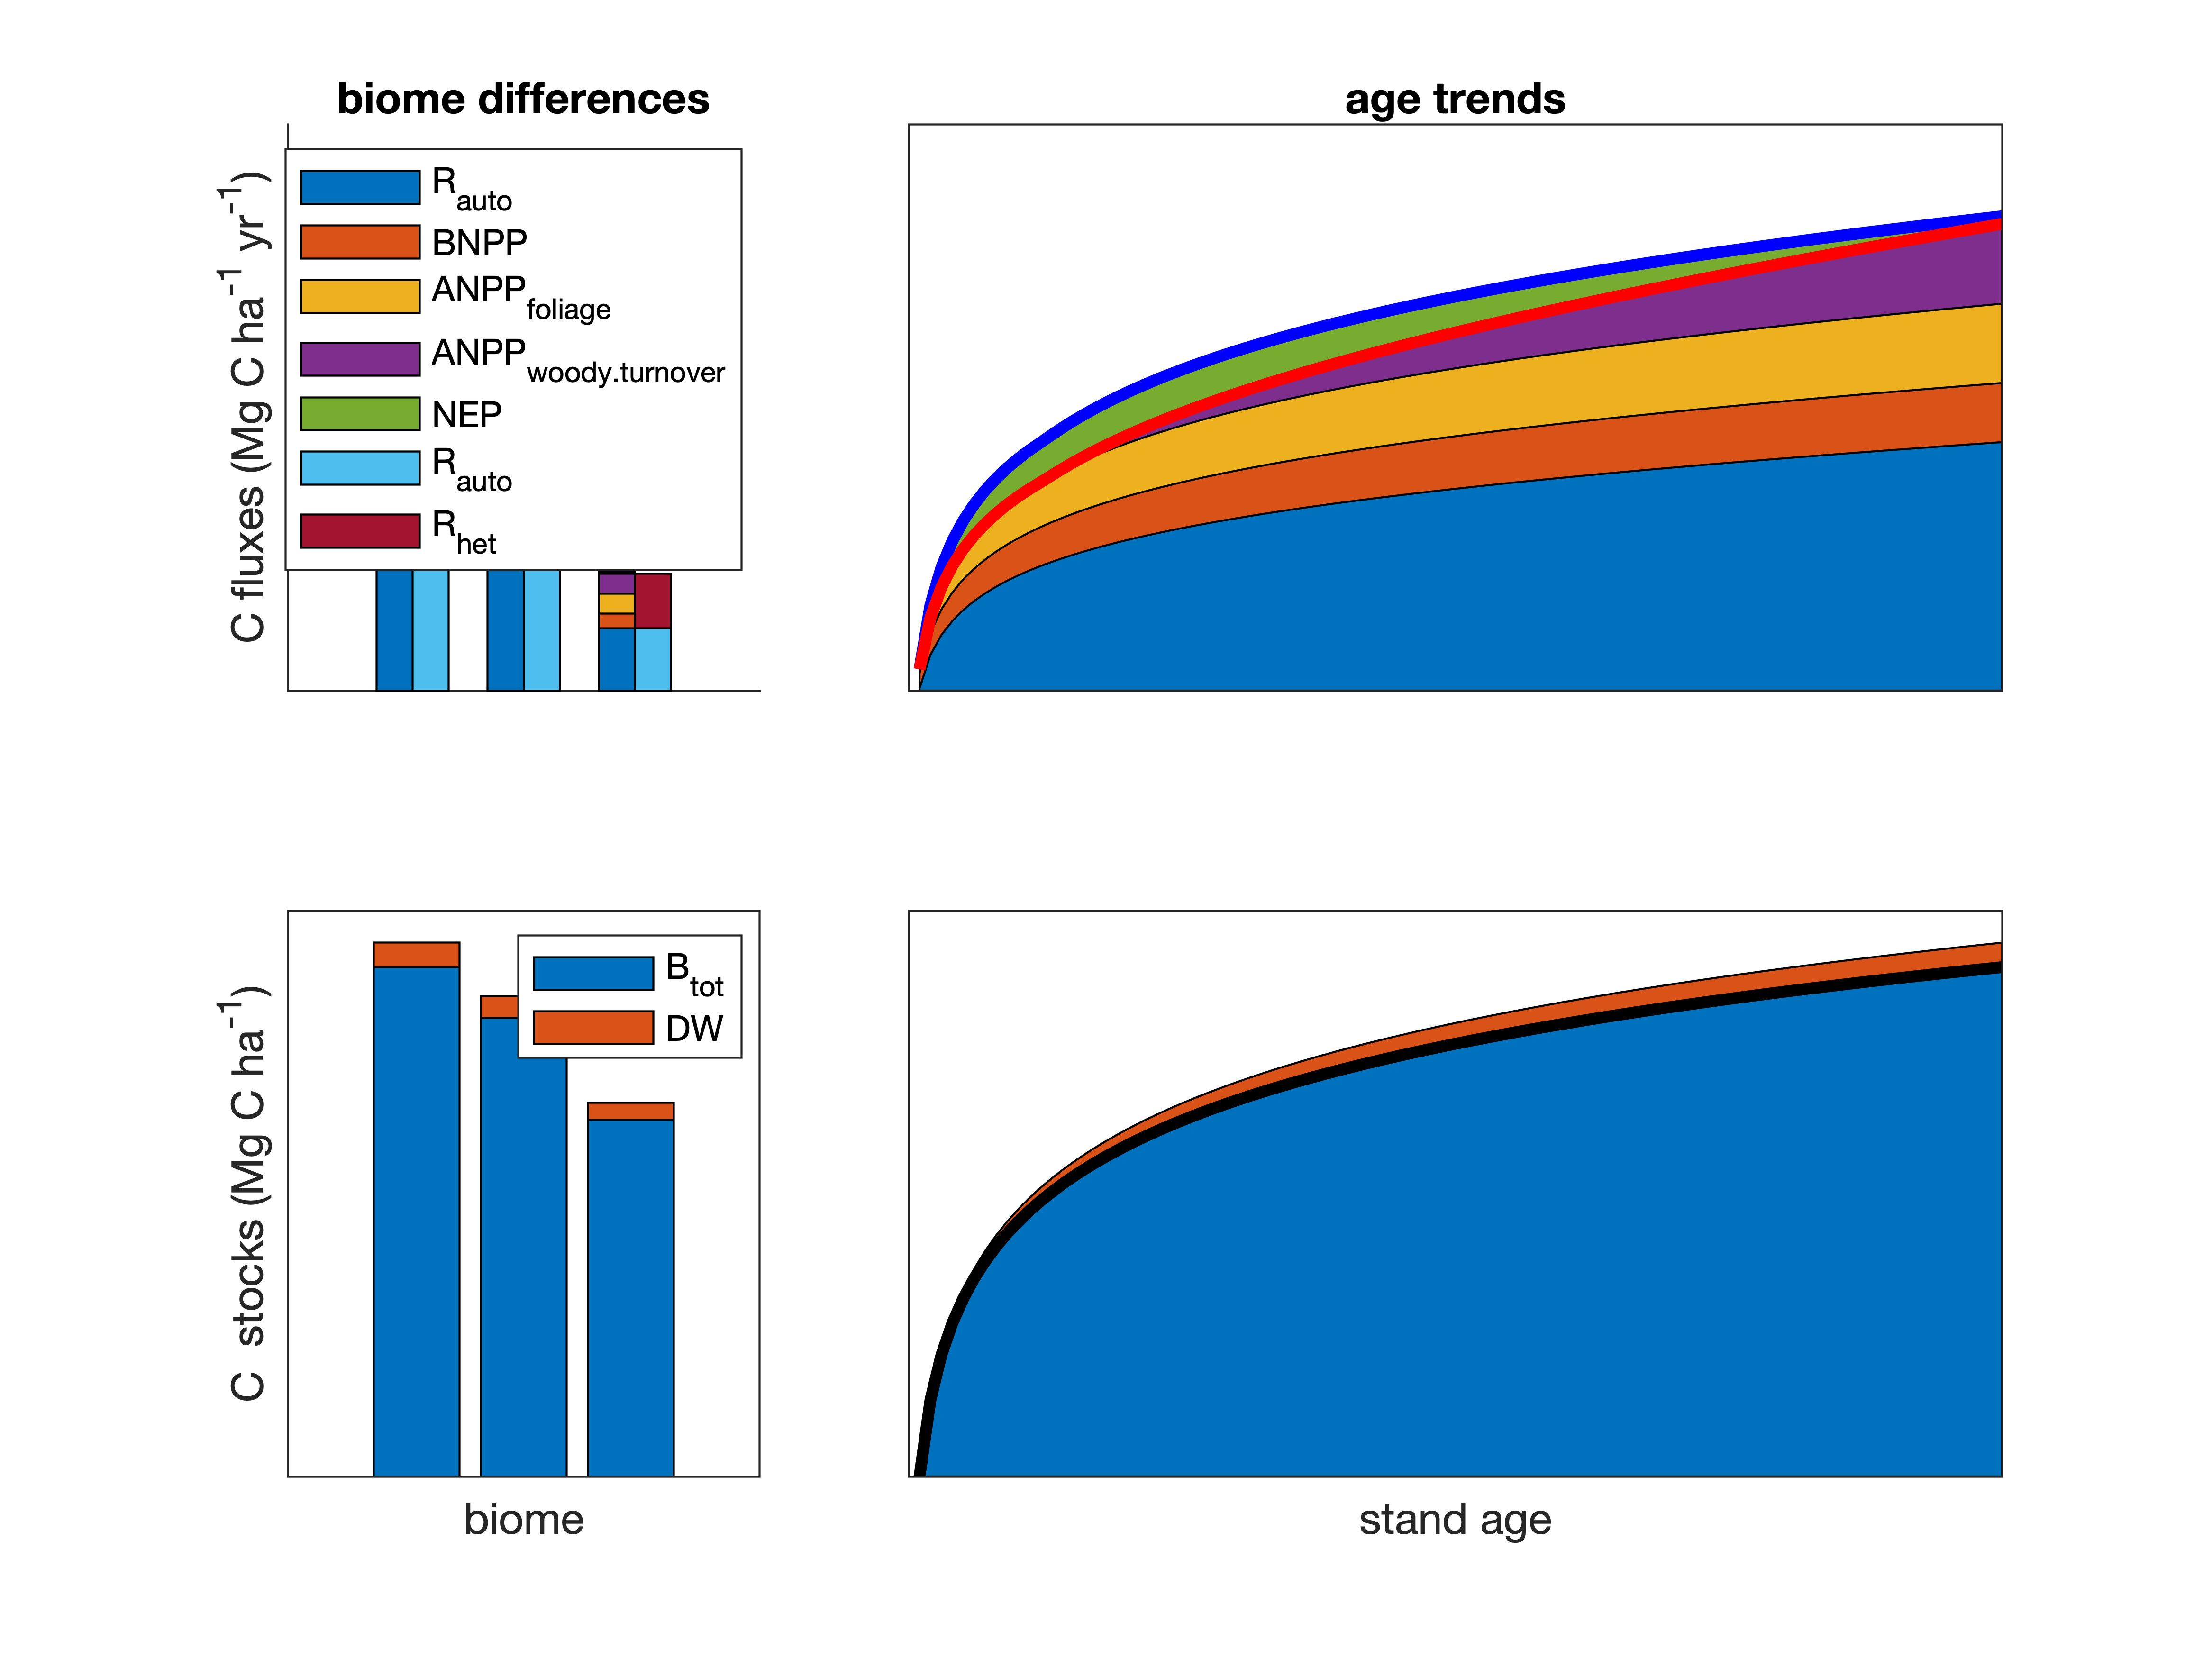 biome differences
age trends
C fluxes (Mg C ha-1 yr-1)
Rauto
BNPP
ANPPfoliage
ANPPwoody.turnover
NEP
Rauto
Rhet
C stocks (Mg C ha-1)
Btot
DW
biome
stand age